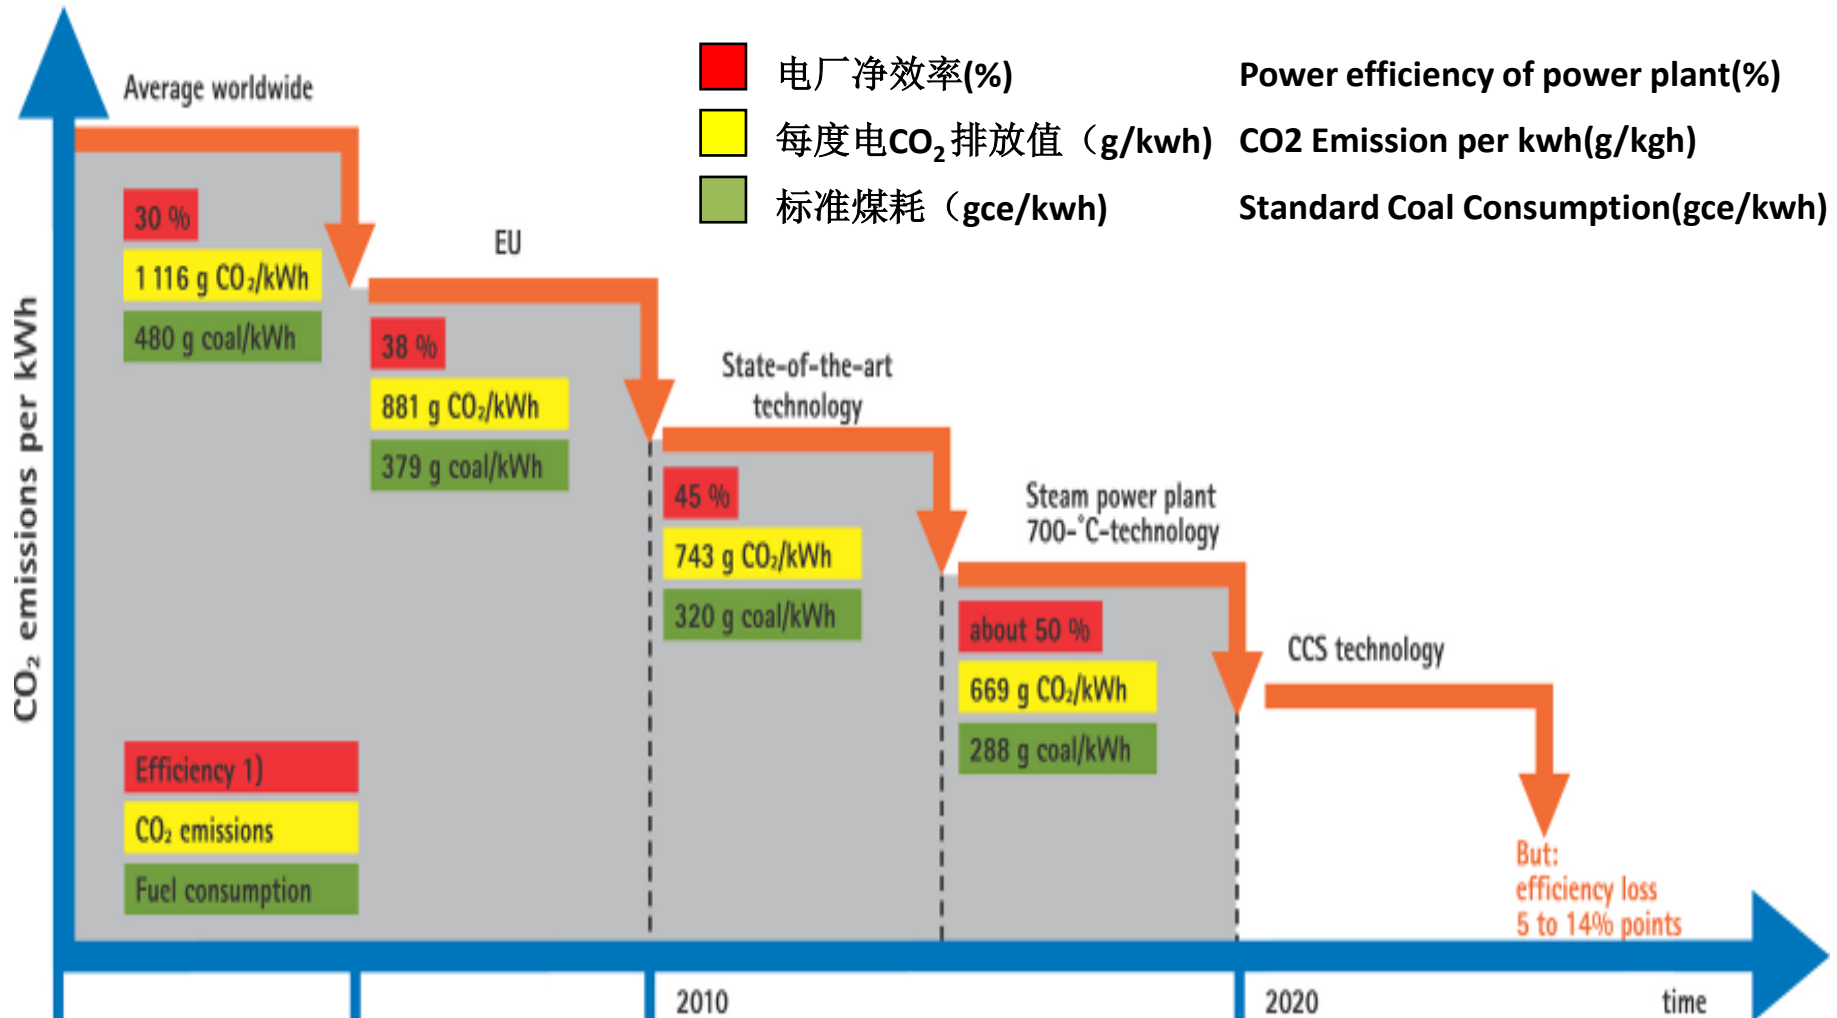 Average worldwide
电厂净效率(%) Power efficiency of power plant(%)
每度电CO₂排放值（g/kwh) CO2 Emission per kwh(g/kgh)
标准煤耗（gce/kwh) Standard Coal Consumption(gce/kwh)
30 %
1 116 g CO₂/kWh
480 g coal/kWh
EU
38 %
881 g CO₂/kWh
379 g coal/kWh
State-of-the-art
technology
45 %
743 g CO₂/kWh
320 g coal/kWh
Steam power plant
700-°C-technology
about 50 %
669 g CO₂/kWh
288 g coal/kWh
CCS technology
But:
efficiency loss
5 to 14% points
CO₂ emissions per kWh
Efficiency 1)
CO₂ emissions
Fuel consumption
2010
2020
time